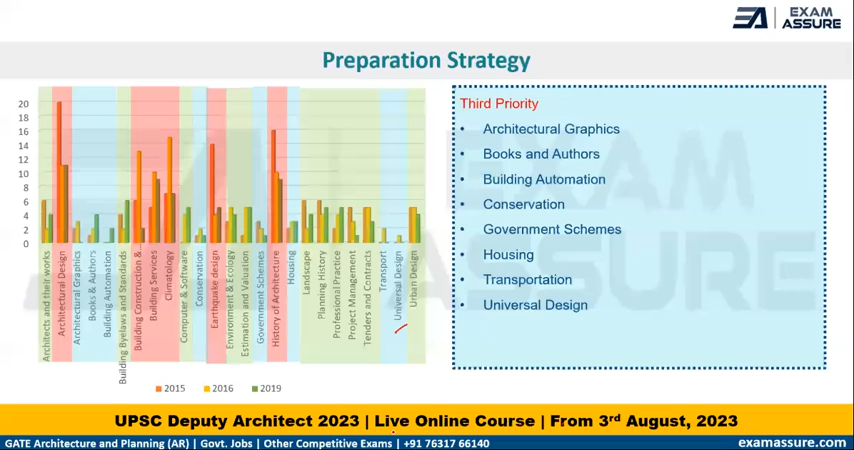 EXAM
ASSURE
Preparation Strategy
20
18
16
14
12
10
8
6
4
2
0
Architects and their works
Architectural Design
Architectural Graphics
Books & Authors
Building Automation
Building Byelaws and Standards
Building Construction &...
Building Services
Climatology
Computer & Software
Conservation
Earthquake design
Environment & Ecology
Estimation and Valuation
Government Schemes
History of Architecture
Housing
Landscape
Planning History
Professional Practice
Project Management
Tenders and Contracts
Transport
Universal Design
Urban Design
2015 2016 2019
Third Priority
• Architectural Graphics
• Books and Authors
• Building Automation
• Conservation
• Government Schemes
• Housing
• Transportation
• Universal Design
EXAM
ASSURE
UPSC Deputy Architect 2023 | Live Online Course | From 3rd August, 2023
GATE Architecture and Planning (AR) | Govt. Jobs | Other Competitive Exams | +91 76317 66140
examassure.com